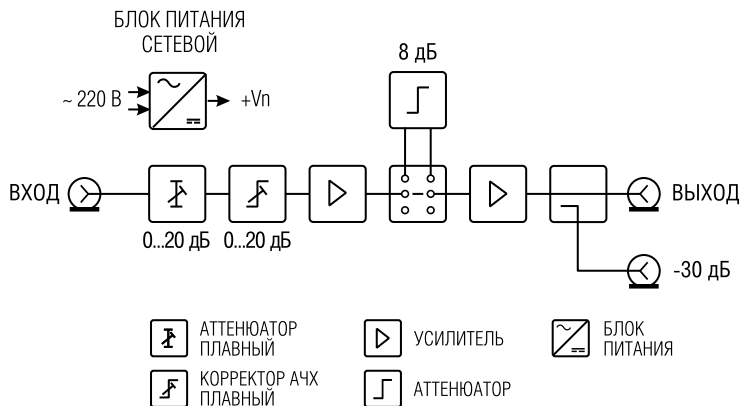 БЛОК ПИТАНИЯ
СЕТЕВОЙ
8 дБ
~ 220 В
+Vn
ВХОД
ВЫХОД
0...20 дБ
0...20 дБ
-30 дБ
АТТЕНЮАТОР
ПЛАВНЫЙ
УСИЛИТЕЛЬ
БЛОК
ПИТАНИЯ
КОРРЕКТОР АЧХ
ПЛАВНЫЙ
АТТЕНЮАТОР